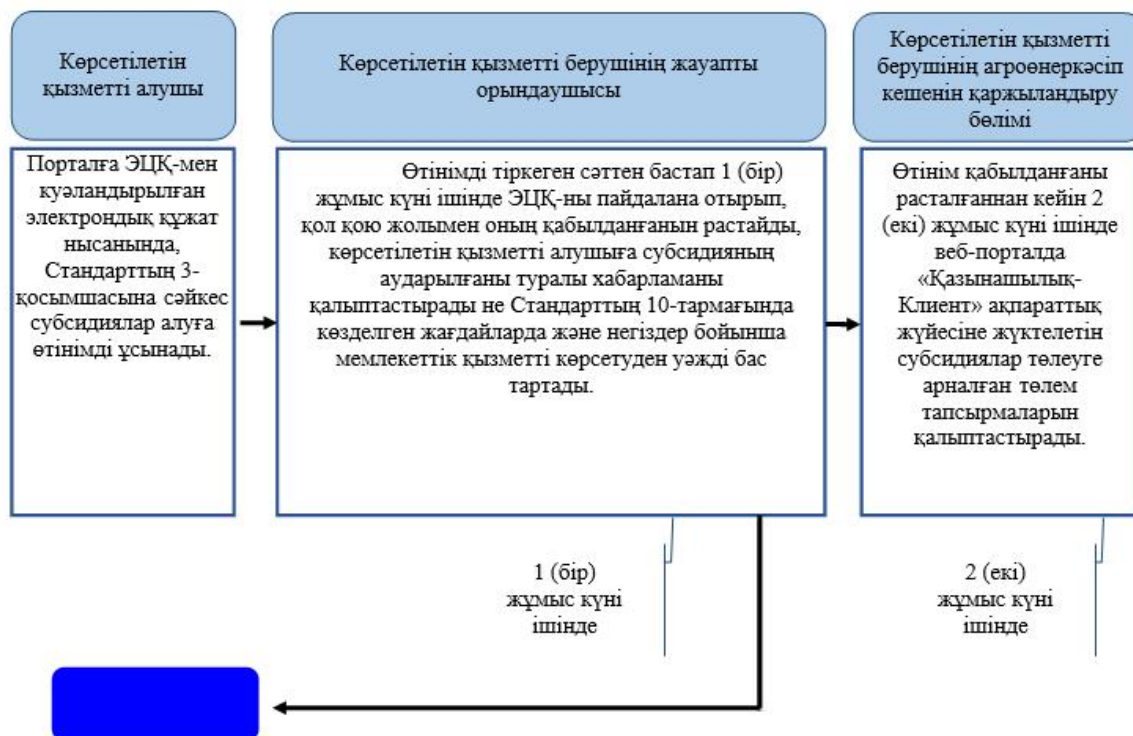 Көрсетілетін
қызметті алушы
Көрсетілетін қызметті берушінің жауапты
орындаушысы
Көрсетілетін қызметті
берушінің агроөнеркәсіп
кешенін қаржыландыру
бөлімі
Порталға ЭЦҚ-мен
куәландырылған
электрондық құжат
нысанында,
Стандарттың 3-
қосымшасына сәйкес
субсидиялар алуға
өтінімді ұсынады.
Өтінімді тіркеген сәттен бастап 1 (бір)
жұмыс күні ішінде ЭЦҚ-ны пайдалана отырып,
қол қою жолымен оның қабылданғанын растайды,
көрсетілетін қызметті алушыға субсидияның
аударылғаны туралы хабарламаны
қалыптастырады не Стандарттың 10-тармағында
көзделген жағдайларда және негіздер бойынша
мемлекеттік қызметті көрсетуден уәжді бас
тартады.
Өтінім қабылданғаны
расталғаннан кейін 2
(екі) жұмыс күні ішінде
веб-порталда
«Қазынашылық-
Клиент» ақпараттық
жүйесіне жүктелетін
субсидиялар төлеуге
арналған төлем
тапсырмаларын
қалыптастырады.
1 (бір)
жұмыс күні
ішінде
2 (екі)
жұмыс күні
ішінде